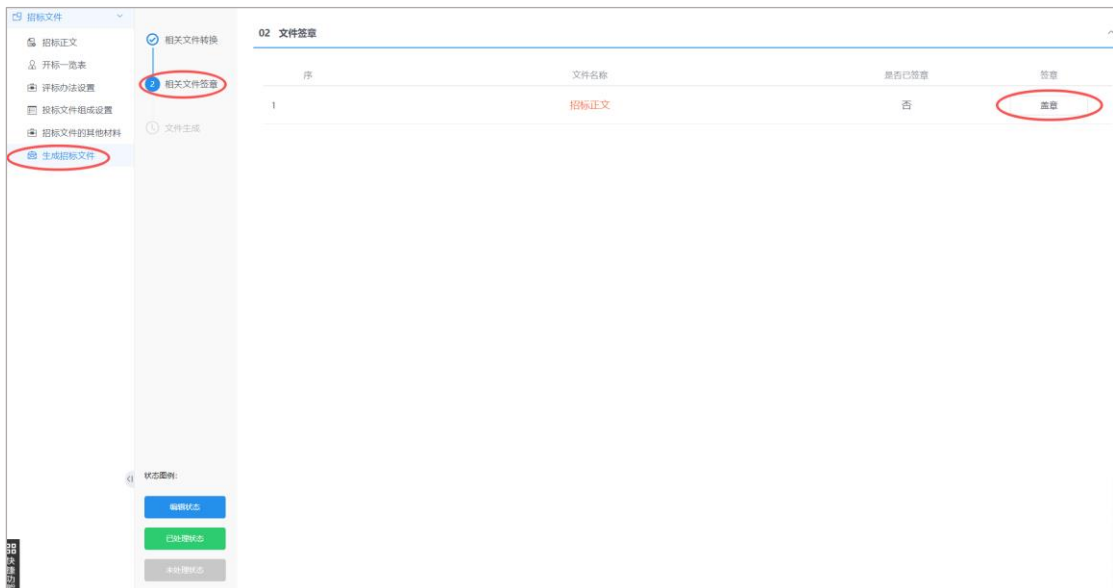 招标文件
招标正文
开标一览表
评标办法设置
投标文件组成设置
招标文件的其他材料
生成招标文件
相关文件转换
2 相关文件签章
文件生成
02 文件签章
序 文件名称 是否已签章 签章
1 招标正文 否 盖章
状态图例:
编辑状态
已处理状态
未处理状态
快捷功